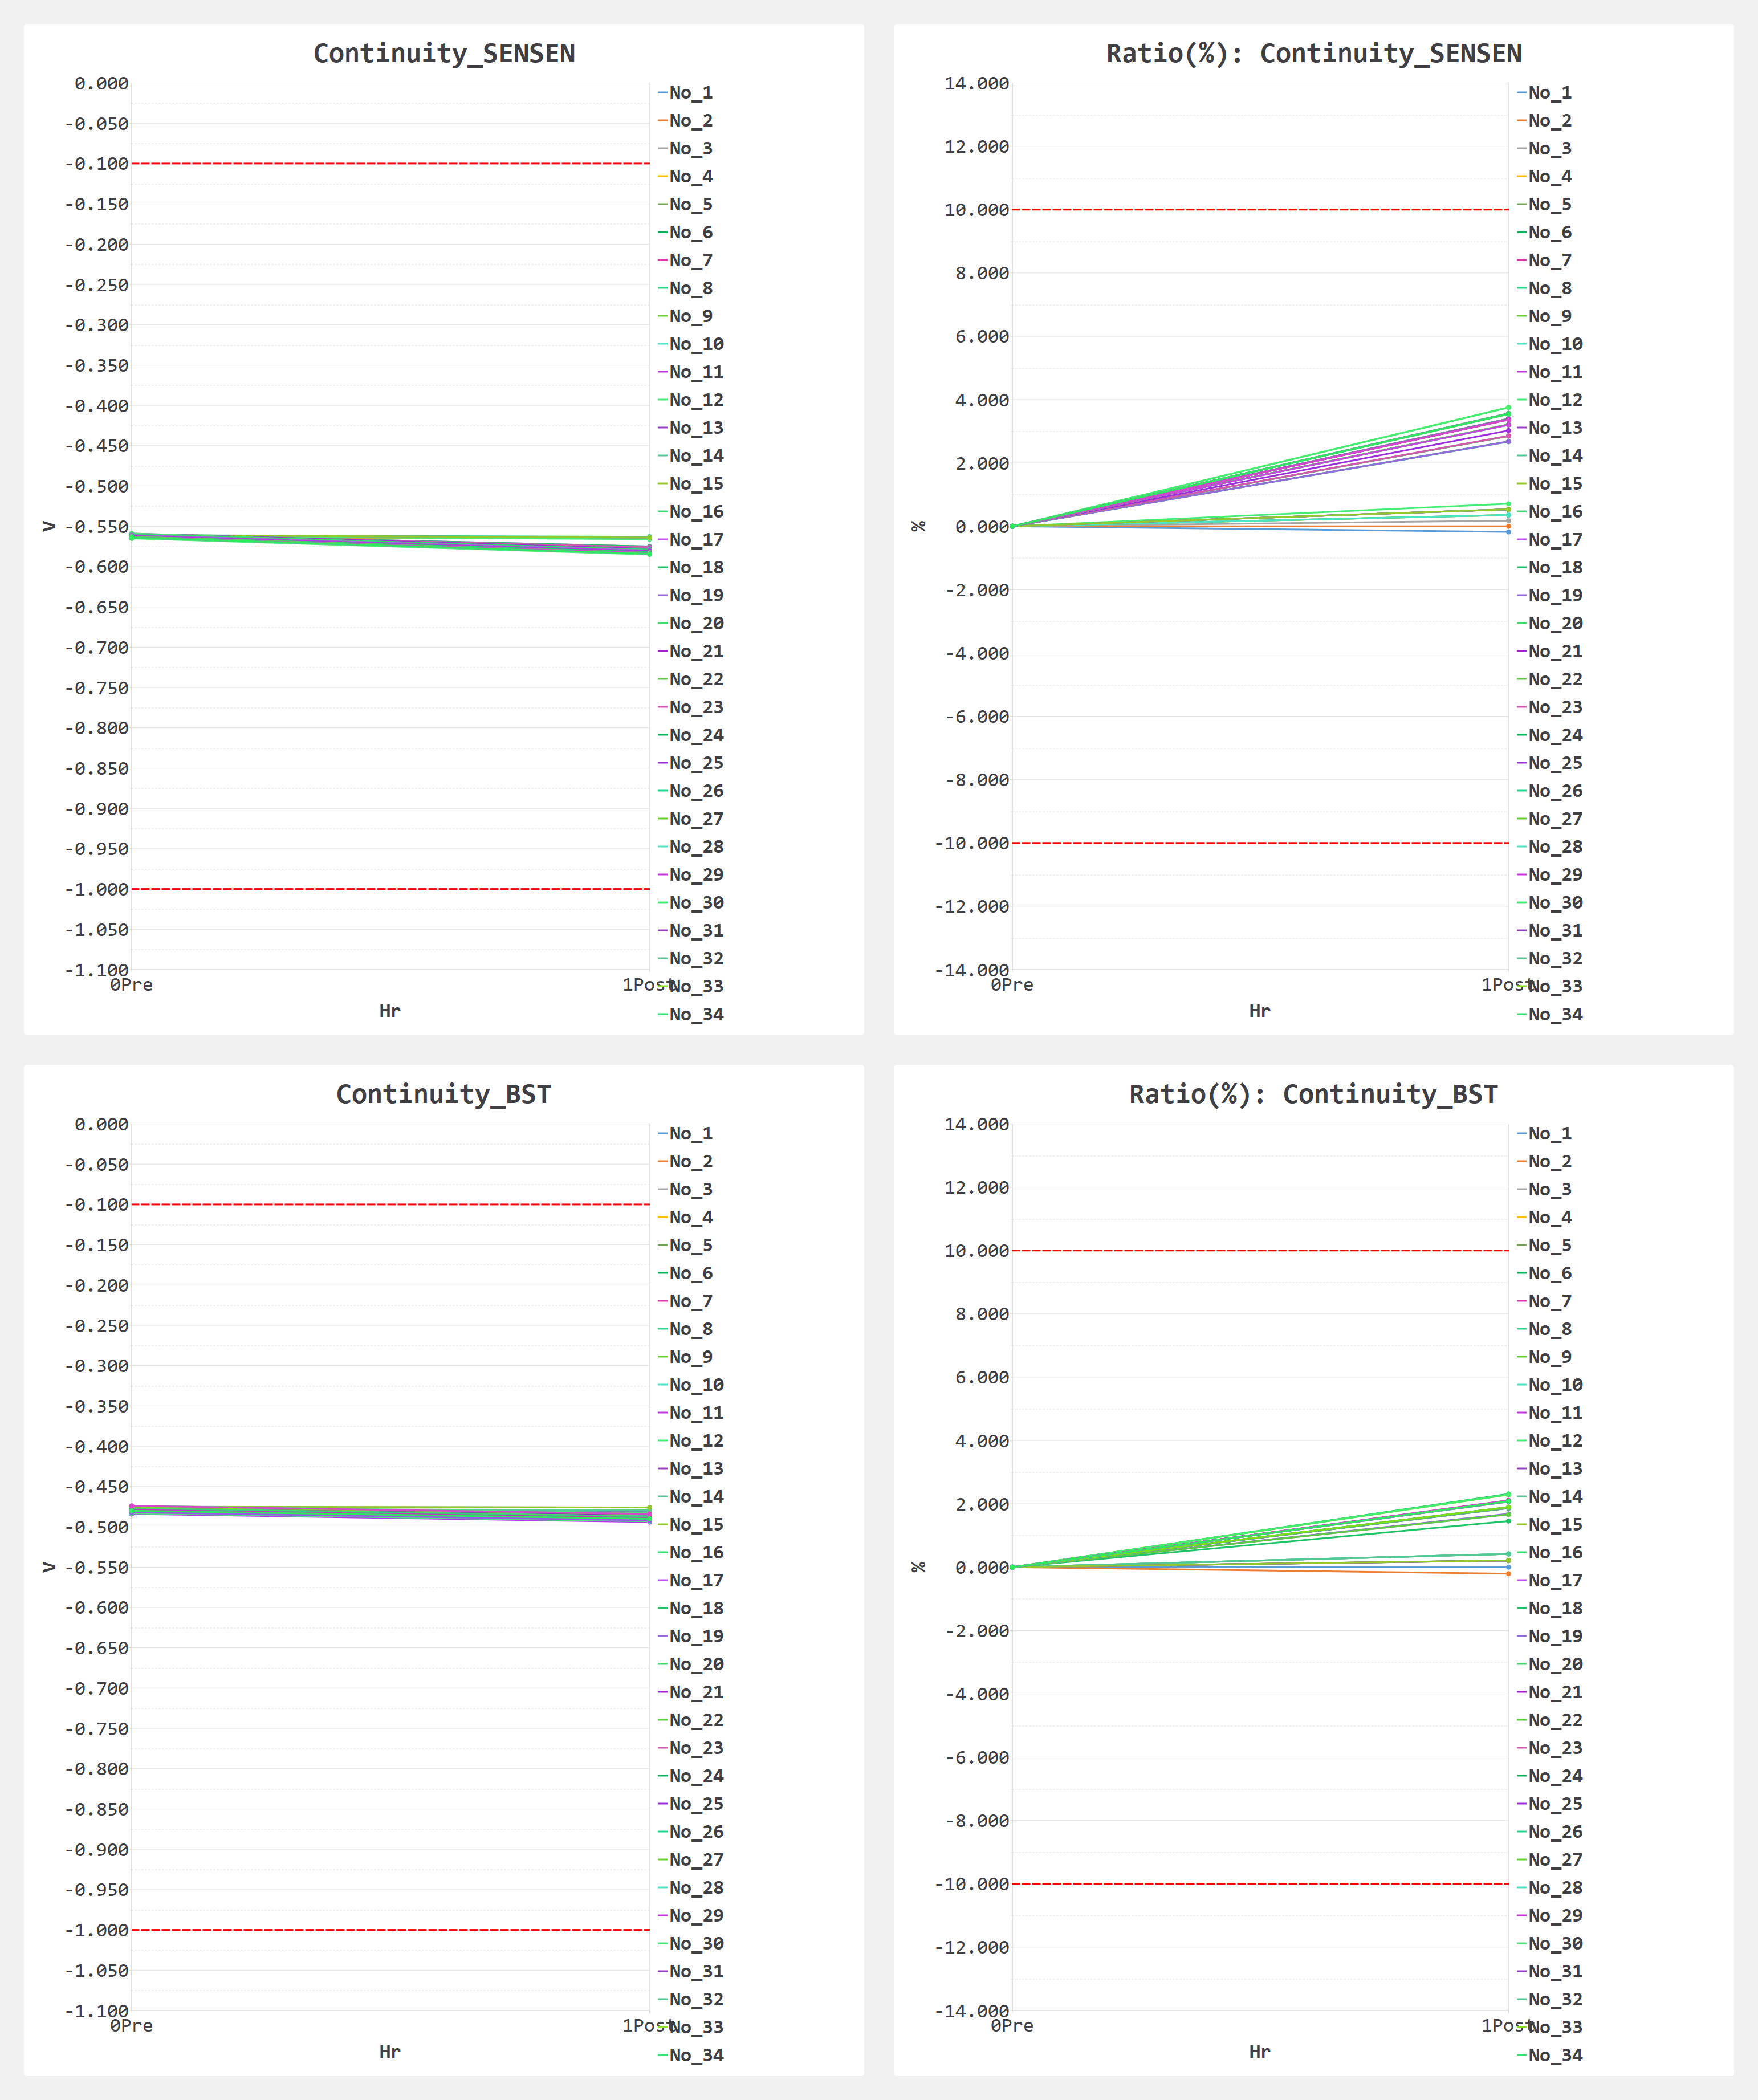 Continuity_SENSEN
0.000
-0.050
-0.100
-0.150
-0.200
-0.250
-0.300
-0.350
-0.400
-0.450
-0.500
-0.550
-0.600
-0.650
-0.700
-0.750
-0.800
-0.850
-0.900
-0.950
-1.000
-1.050
-1.100
V
0Pre
1Post
Hr
No_1
No_2
No_3
No_4
No_5
No_6
No_7
No_8
No_9
No_10
No_11
No_12
No_13
No_14
No_15
No_16
No_17
No_18
No_19
No_20
No_21
No_22
No_23
No_24
No_25
No_26
No_27
No_28
No_29
No_30
No_31
No_32
No_33
No_34
Ratio(%): Continuity_SENSEN
14.000
12.000
10.000
8.000
6.000
4.000
2.000
0.000
-2.000
-4.000
-6.000
-8.000
-10.000
-12.000
-14.000
%
0Pre
1Post
Hr
No_1
No_2
No_3
No_4
No_5
No_6
No_7
No_8
No_9
No_10
No_11
No_12
No_13
No_14
No_15
No_16
No_17
No_18
No_19
No_20
No_21
No_22
No_23
No_24
No_25
No_26
No_27
No_28
No_29
No_30
No_31
No_32
No_33
No_34
Continuity_BST
0.000
-0.050
-0.100
-0.150
-0.200
-0.250
-0.300
-0.350
-0.400
-0.450
-0.500
-0.550
-0.600
-0.650
-0.700
-0.750
-0.800
-0.850
-0.900
-0.950
-1.000
-1.050
-1.100
V
0Pre
1Post
Hr
No_1
No_2
No_3
No_4
No_5
No_6
No_7
No_8
No_9
No_10
No_11
No_12
No_13
No_14
No_15
No_16
No_17
No_18
No_19
No_20
No_21
No_22
No_23
No_24
No_25
No_26
No_27
No_28
No_29
No_30
No_31
No_32
No_33
No_34
Ratio(%): Continuity_BST
14.000
12.000
10.000
8.000
6.000
4.000
2.000
0.000
-2.000
-4.000
-6.000
-8.000
-10.000
-12.000
-14.000
%
0Pre
1Post
Hr
No_1
No_2
No_3
No_4
No_5
No_6
No_7
No_8
No_9
No_10
No_11
No_12
No_13
No_14
No_15
No_16
No_17
No_18
No_19
No_20
No_21
No_22
No_23
No_24
No_25
No_26
No_27
No_28
No_29
No_30
No_31
No_32
No_33
No_34